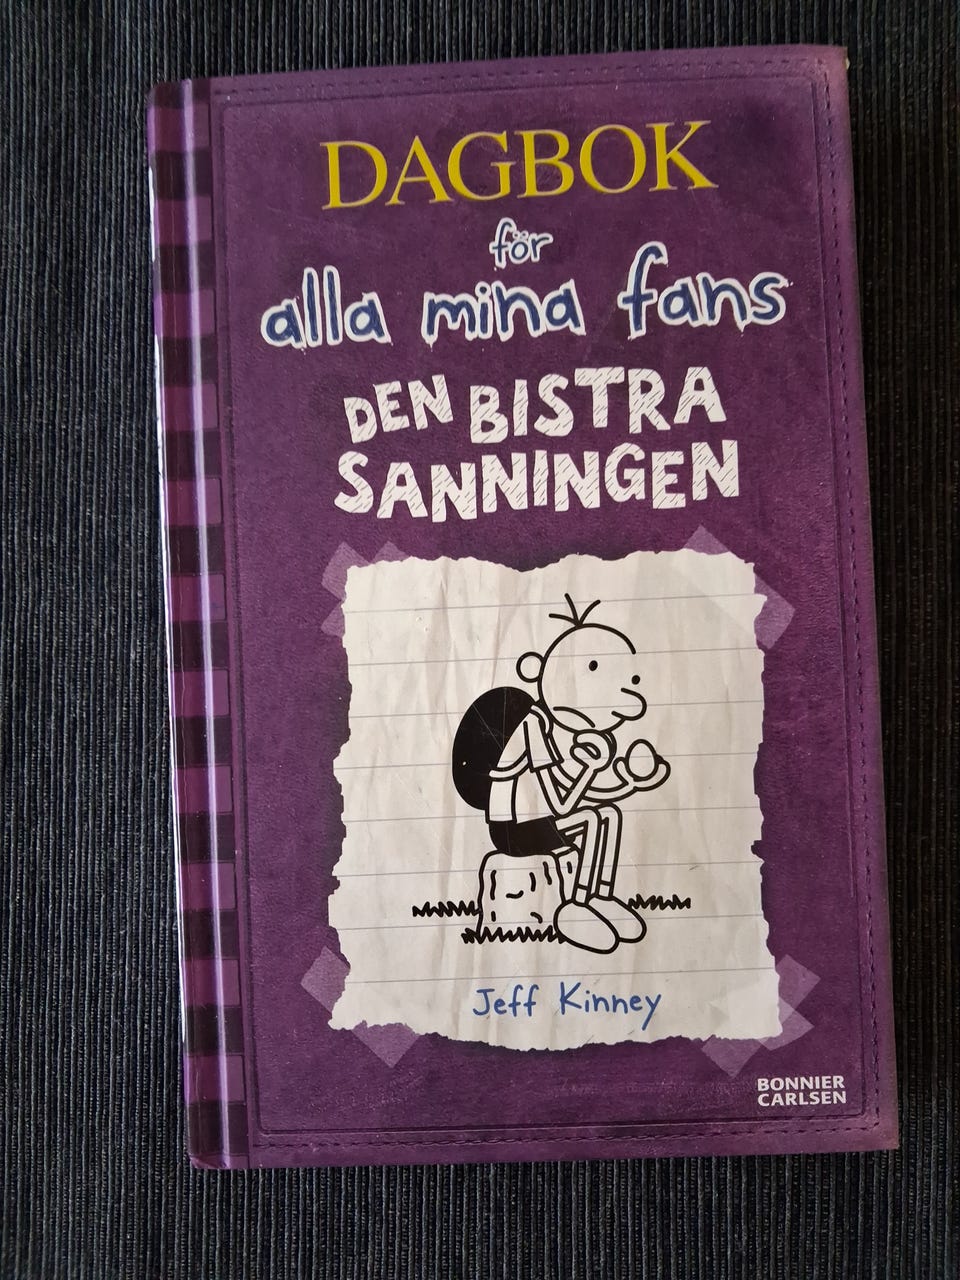 DAGBOK
för
alla mina fans
DEN BISTRA
SANNINGEN
Jeff Kinney
BONNIER
CARLSEN